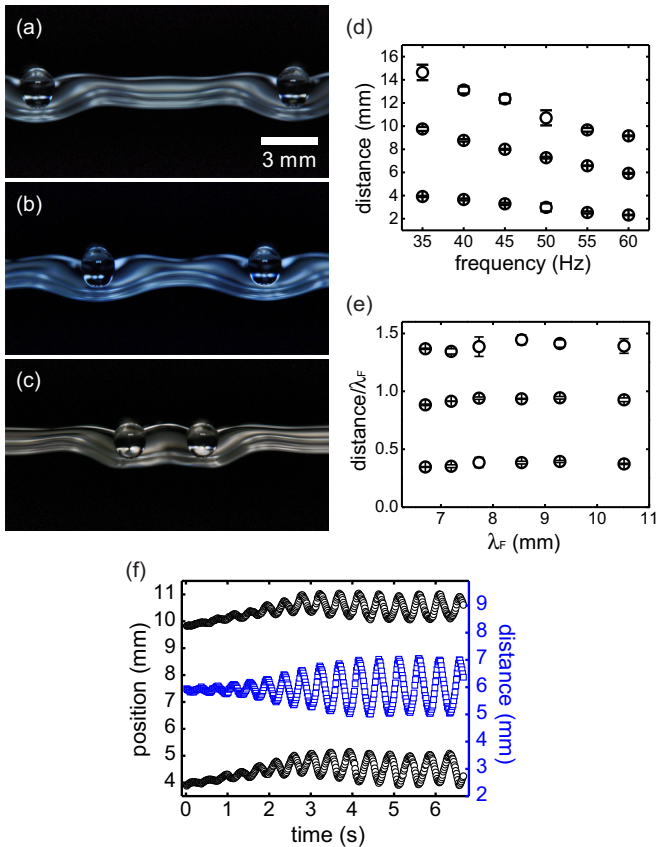 (a)
3 mm
(b)
(c)
(d)
16
14
12
10
8
6
4
2
distance (mm)
35 40 45 50 55 60
frequency (Hz)
(e)
1.5
1.0
0.5
0.0
distance/λF
7 8 9 10 11
λF (mm)
(f)
11
10
9
8
7
6
5
4
position (mm)
9
8
7
6
5
4
3
2
distance (mm)
0 1 2 3 4 5 6
time (s)